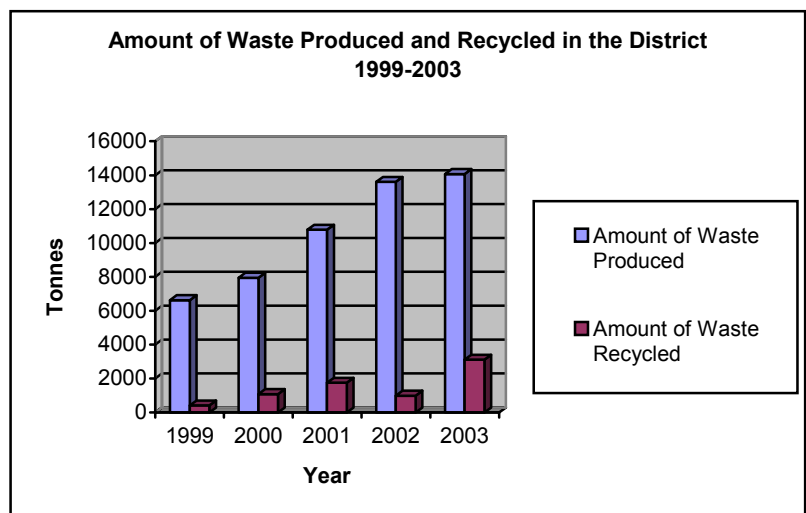 Amount of Waste Produced and Recycled in the District
1999-2003
16000
14000
12000
10000
8000
6000
4000
2000
0
Tonnes
1999 2000 2001 2002 2003
Year
Amount of Waste
Produced
Amount of Waste
Recycled